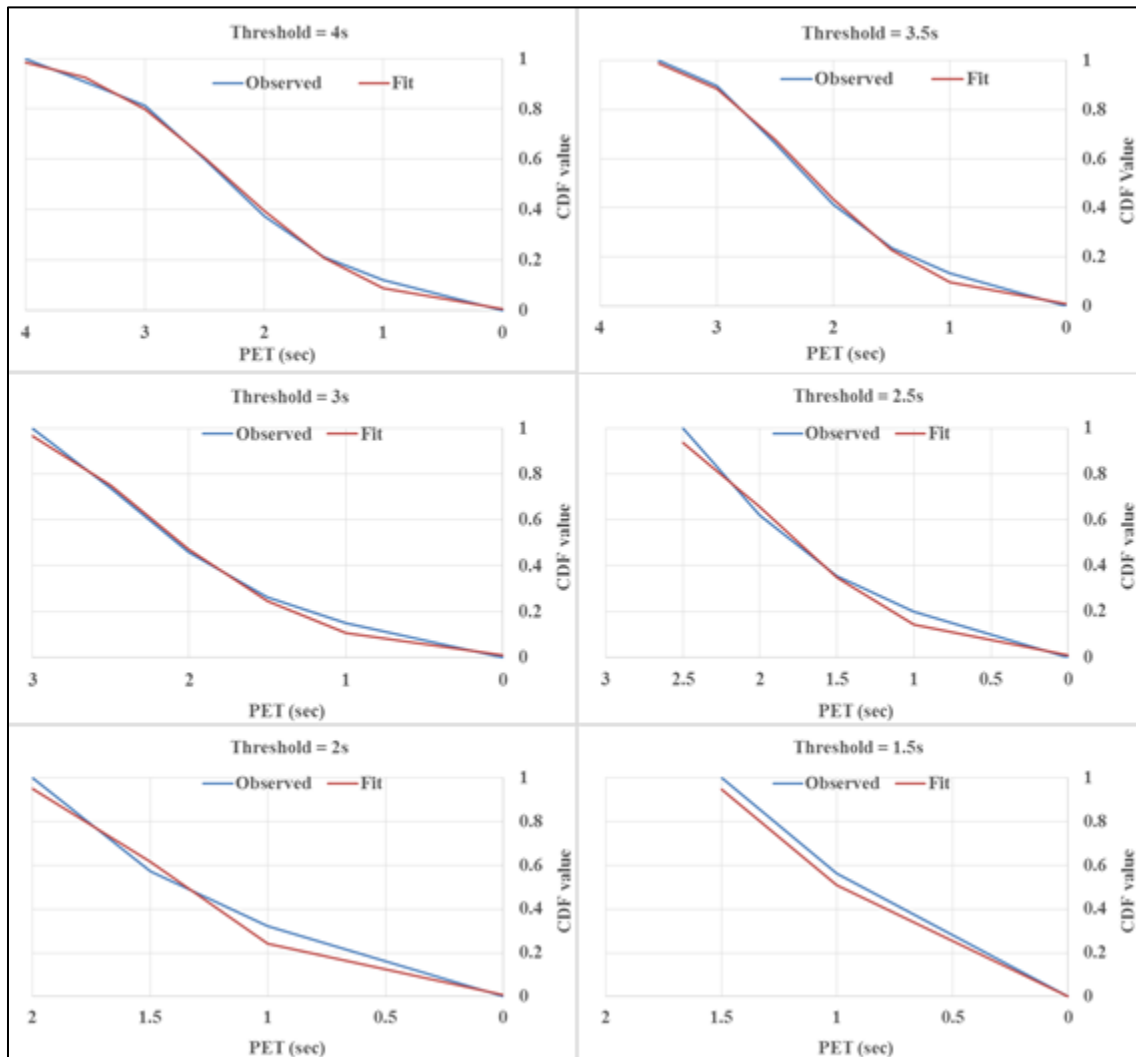 Threshold = 4s
Observed Fit
1
0.8
0.6
0.4
0.2
0
CDF value
4 3 2 1 0
PET (sec)
Threshold = 3.5s
Observed Fit
1
0.8
0.6
0.4
0.2
0
CDF Value
4 3 2 1 0
PET (sec)
Threshold = 3s
Observed Fit
1
0.8
0.6
0.4
0.2
0
CDF value
3 2 1 0
PET (sec)
Threshold = 2.5s
Observed Fit
1
0.8
0.6
0.4
0.2
0
CDF value
3 2.5 2 1.5 1 0.5 0
PET (sec)
Threshold = 2s
Observed Fit
1
0.8
0.6
0.4
0.2
0
CDF value
2 1.5 1 0.5 0
PET (sec)
Threshold = 1.5s
Observed Fit
1
0.8
0.6
0.4
0.2
0
CDF value
2 1.5 1 0.5 0
PET (sec)